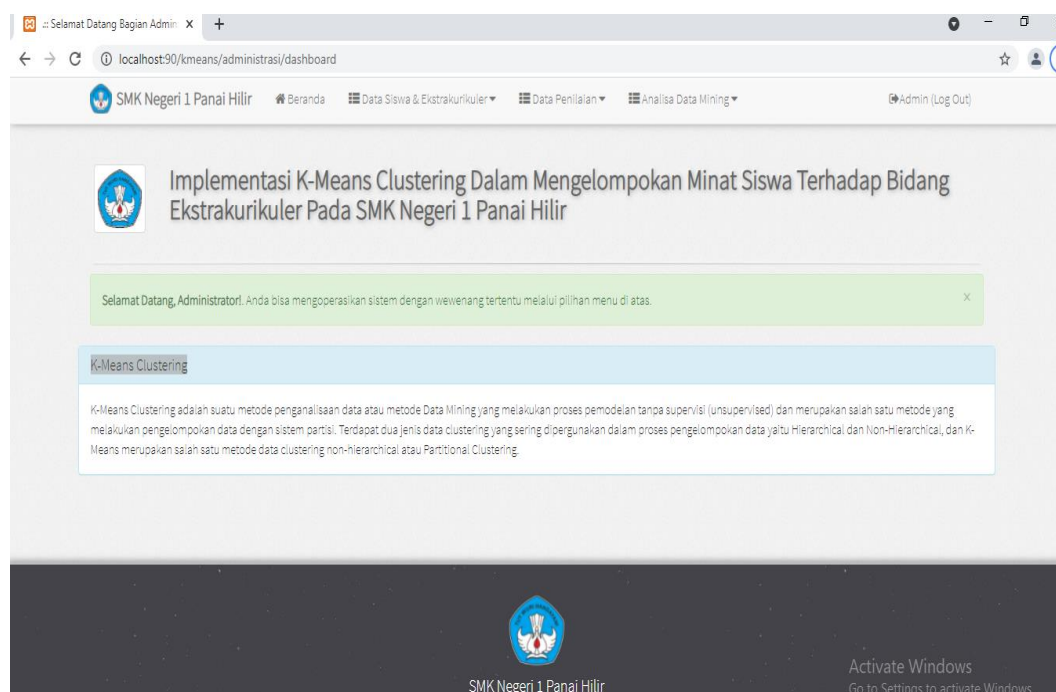 .:: Selamat Datang Bagian Admin
localhost:90/kmeans/administrasi/dashboard
SMK Negeri 1 Panai Hilir Beranda Data Siswa & Ekstrakurikuler Data Penilaian Analisa Data Mining Admin (Log Out)
Implementasi K-Means Clustering Dalam Mengelompokan Minat Siswa Terhadap Bidang
Ekstrakurikuler Pada SMK Negeri 1 Panai Hilir
Selamat Datang, Administrator!. Anda bisa mengoperasikan sistem dengan wewenang tertentu melalui pilihan menu di atas. x
K-Means Clustering
K-Means Clustering adalah suatu metode penganalisaan data atau metode Data Mining yang melakukan proses pemodelan tanpa supervisi (unsupervised) dan merupakan salah satu metode yang
melakukan pengelompokan data dengan sistem partisi. Terdapat dua jenis data clustering yang sering dipergunakan dalam proses pengelompokan data yaitu Hierarchical dan Non-Hierarchical, dan K-
Means merupakan salah satu metode data clustering non-hierarchical atau Partitional Clustering.
SMK Negeri 1 Panai Hilir
Activate Windows
Go to Settings to activate Windows.